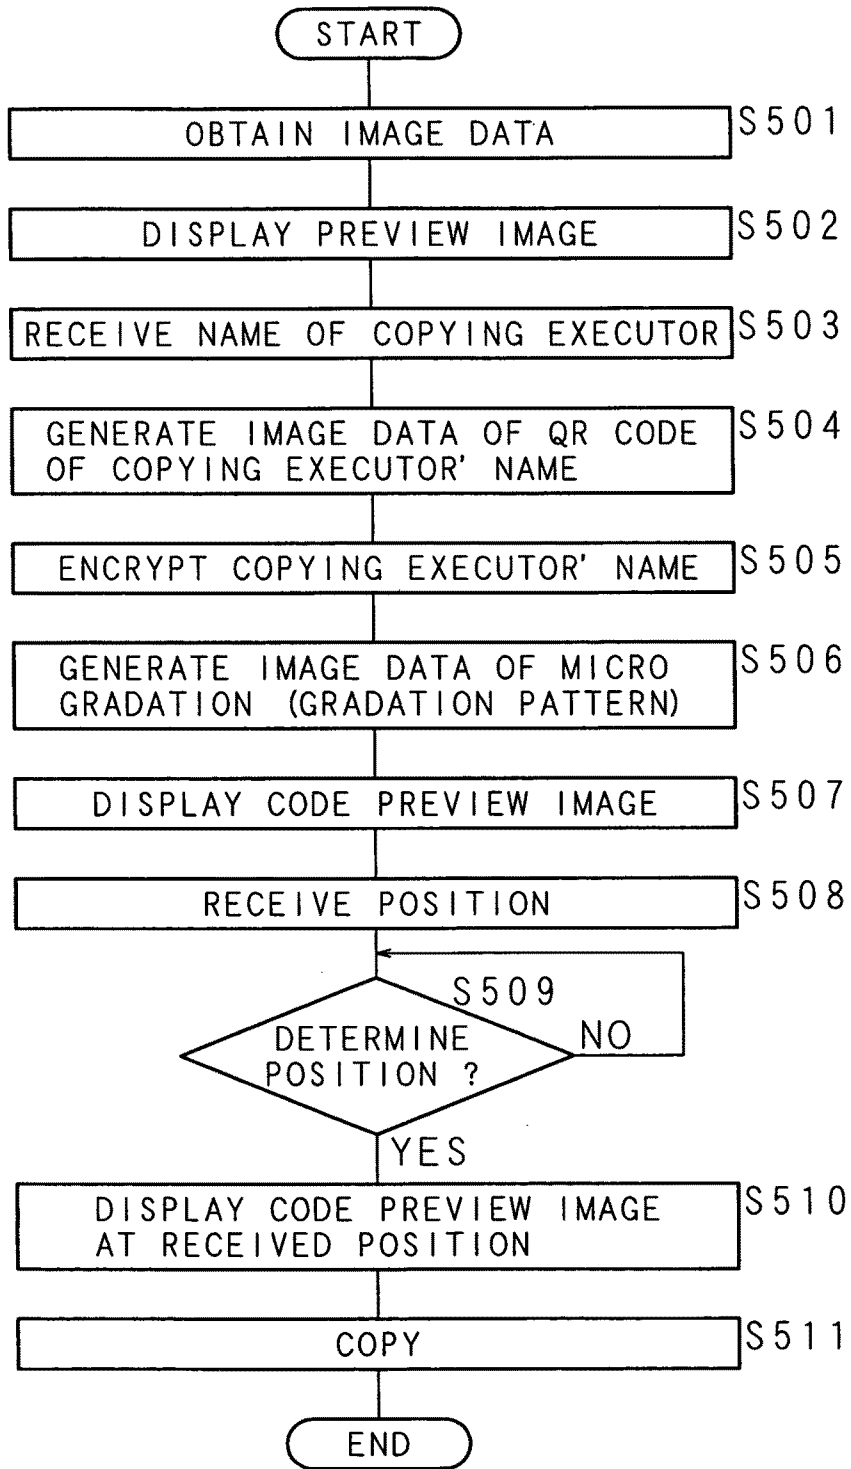 START
OBTAIN IMAGE DATA
S501
DISPLAY PREVIEW IMAGE
S502
RECEIVE NAME OF COPYING EXECUTOR
S503
GENERATE IMAGE DATA OF QR CODE
OF COPYING EXECUTOR' NAME
S504
ENCRYPT COPYING EXECUTOR' NAME
S505
GENERATE IMAGE DATA OF MICRO
GRADATION (GRADATION PATTERN)
S506
DISPLAY CODE PREVIEW IMAGE
S507
RECEIVE POSITION
S508
S509
DETERMINE
POSITION ?
NO
YES
DISPLAY CODE PREVIEW IMAGE
AT RECEIVED POSITION
S510
COPY
S511
END